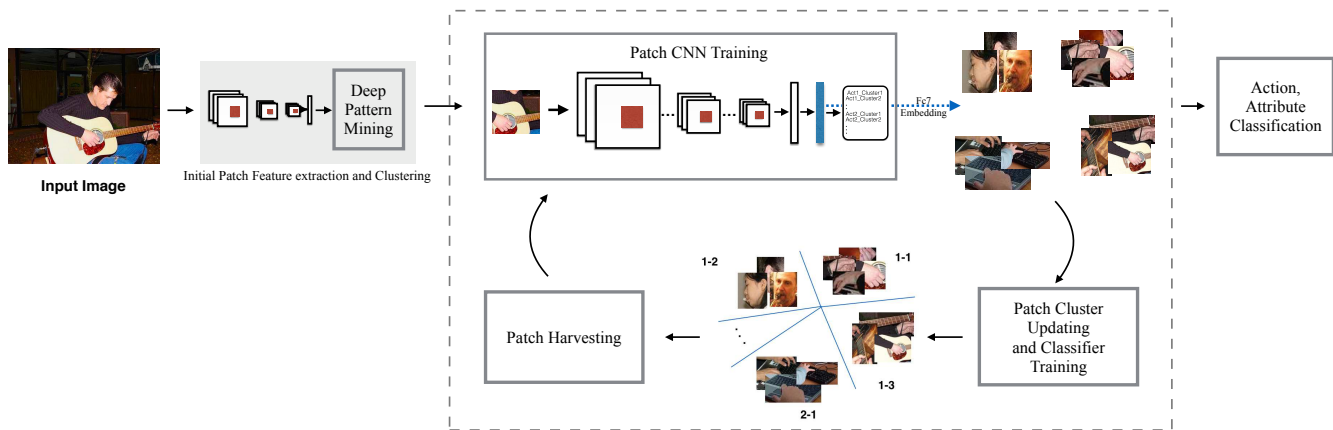 Input Image
Deep
Pattern
Mining
Initial Patch Feature extraction and Clustering
Patch CNN Training
Act1_Cluster1
Act1_Cluster2
:
Act2_Cluster1
Act2_Cluster2
:
:
Fc7
Embedding
Action,
Attribute
Classification
Patch Cluster
Updating
and Classifier
Training
1-2
1-1
1-3
2-1
...
Patch Harvesting